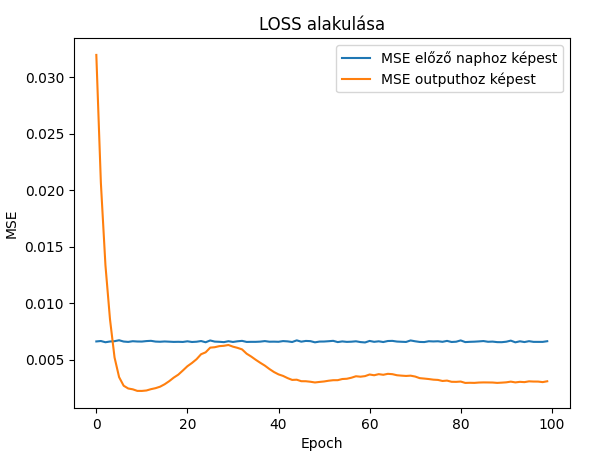 LOSS alakulása
MSE előző naphoz képest
MSE outputhoz képest
MSE
0.030
0.025
0.020
0.015
0.010
0.005
0 20 40 60 80 100
Epoch